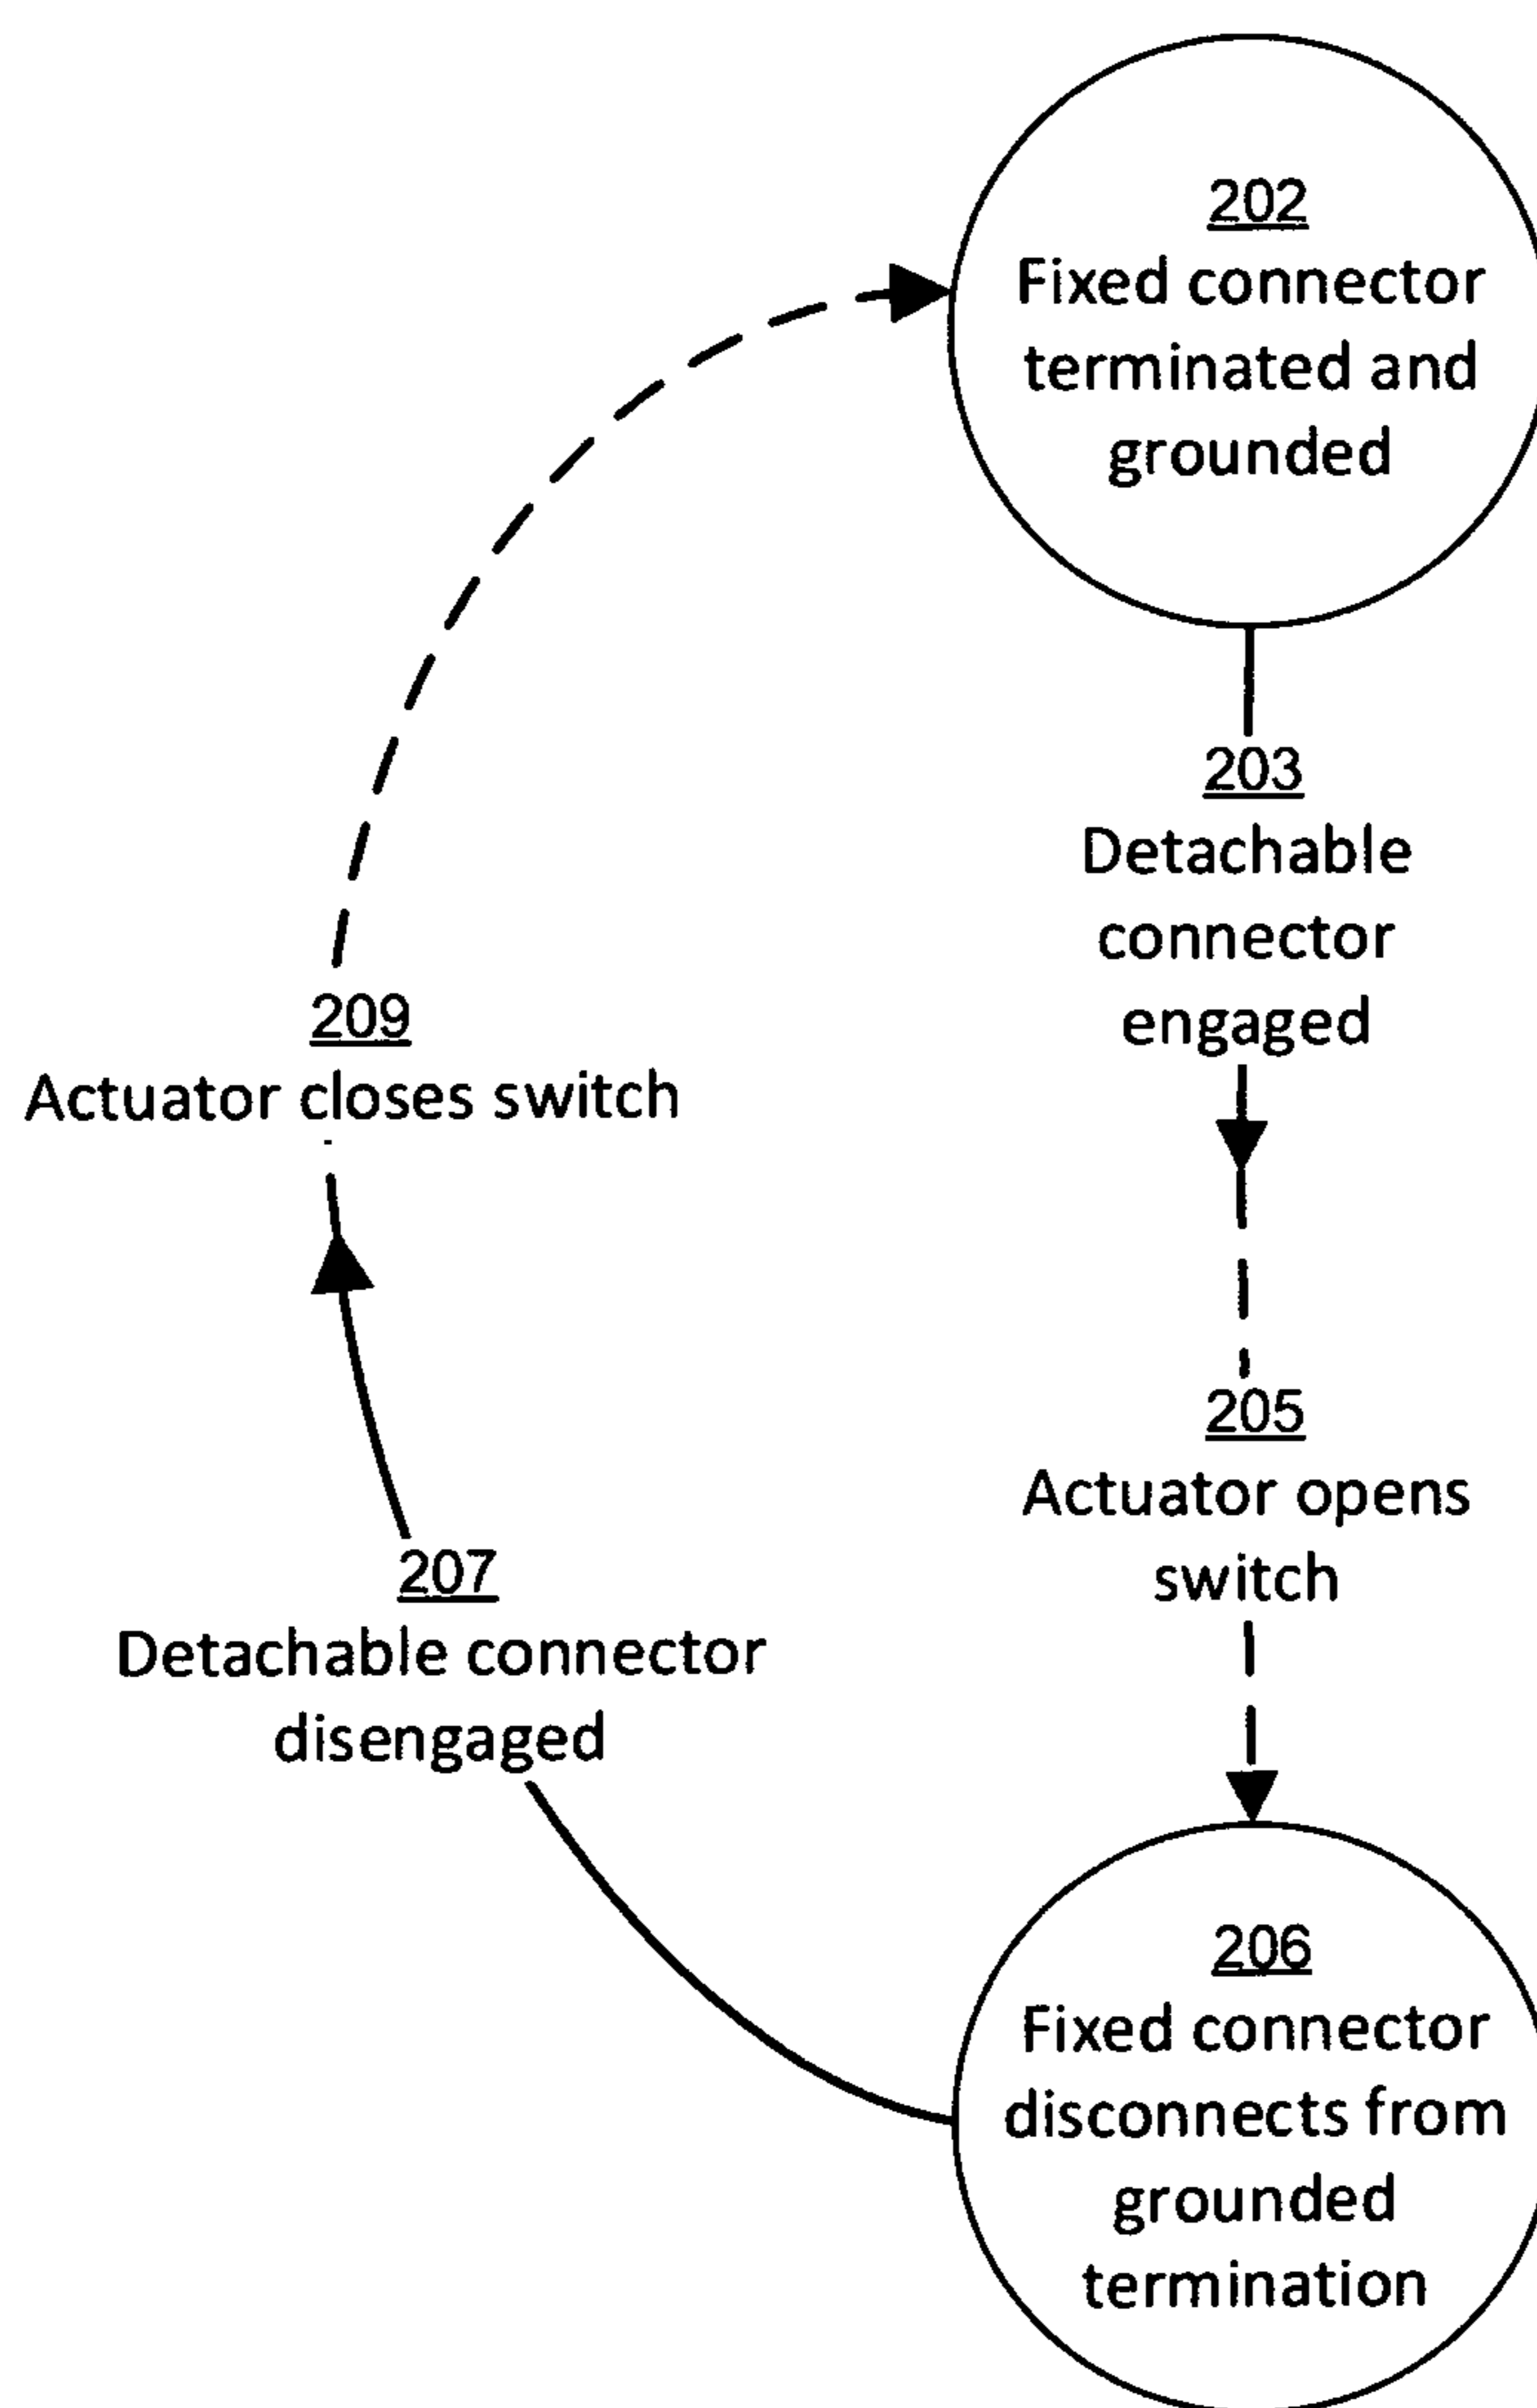 202
Fixed connector
terminated and
grounded
203
Detachable
connector
engaged
209
Actuator closes switch
205
Actuator opens
switch
207
Detachable connector
disengaged
206
Fixed connector
disconnects from
grounded
termination